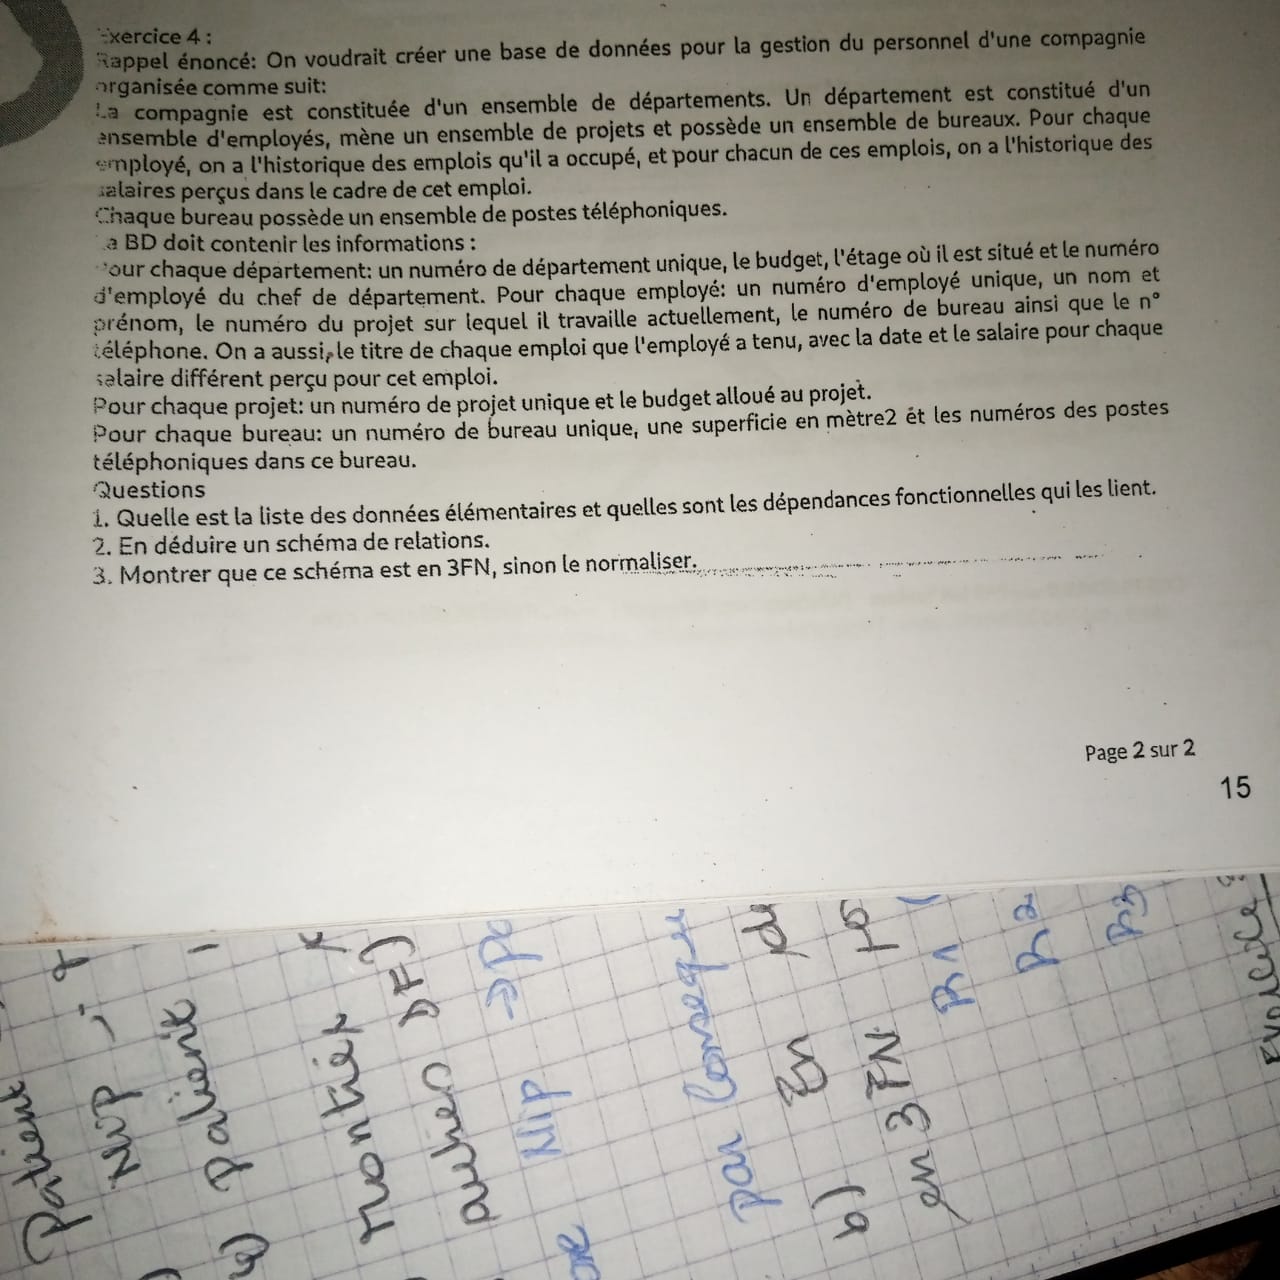 Exercice 4 :
Rappel énoncé: On voudrait créer une base de données pour la gestion du personnel d'une compagnie
organisée comme suit:
La compagnie est constituée d'un ensemble de départements. Un département est constitué d'un
ensemble d'employés, mène un ensemble de projets et possède un ensemble de bureaux. Pour chaque
employé, on a l'historique des emplois qu'il a occupé, et pour chacun de ces emplois, on a l'historique des
salaires perçus dans le cadre de cet emploi.
Chaque bureau possède un ensemble de postes téléphoniques.
La BD doit contenir les informations :
Pour chaque département: un numéro de département unique, le budget, l'étage où il est situé et le numéro
d'employé du chef de département. Pour chaque employé: un numéro d'employé unique, un nom et
prénom, le numéro du projet sur lequel il travaille actuellement, le numéro de bureau ainsi que le n°
téléphone. On a aussi, le titre de chaque emploi que l'employé a tenu, avec la date et le salaire pour chaque
salaire différent perçu pour cet emploi.
Pour chaque projet: un numéro de projet unique et le budget alloué au projet.
Pour chaque bureau: un numéro de bureau unique, une superficie en mètre2 et les numéros des postes
téléphoniques dans ce bureau.
Questions
1. Quelle est la liste des données élémentaires et quelles sont les dépendances fonctionnelles qui les lient.
2. En déduire un schéma de relations.
3. Montrer que ce schéma est en 3FN, sinon le normaliser.
Page 2 sur 2
15
Patient
NIP →
Patient
montrer
DF)
NIP → pa
par conséqu
b) En
en 3FN.
R1 (
R2
R3
Exercice